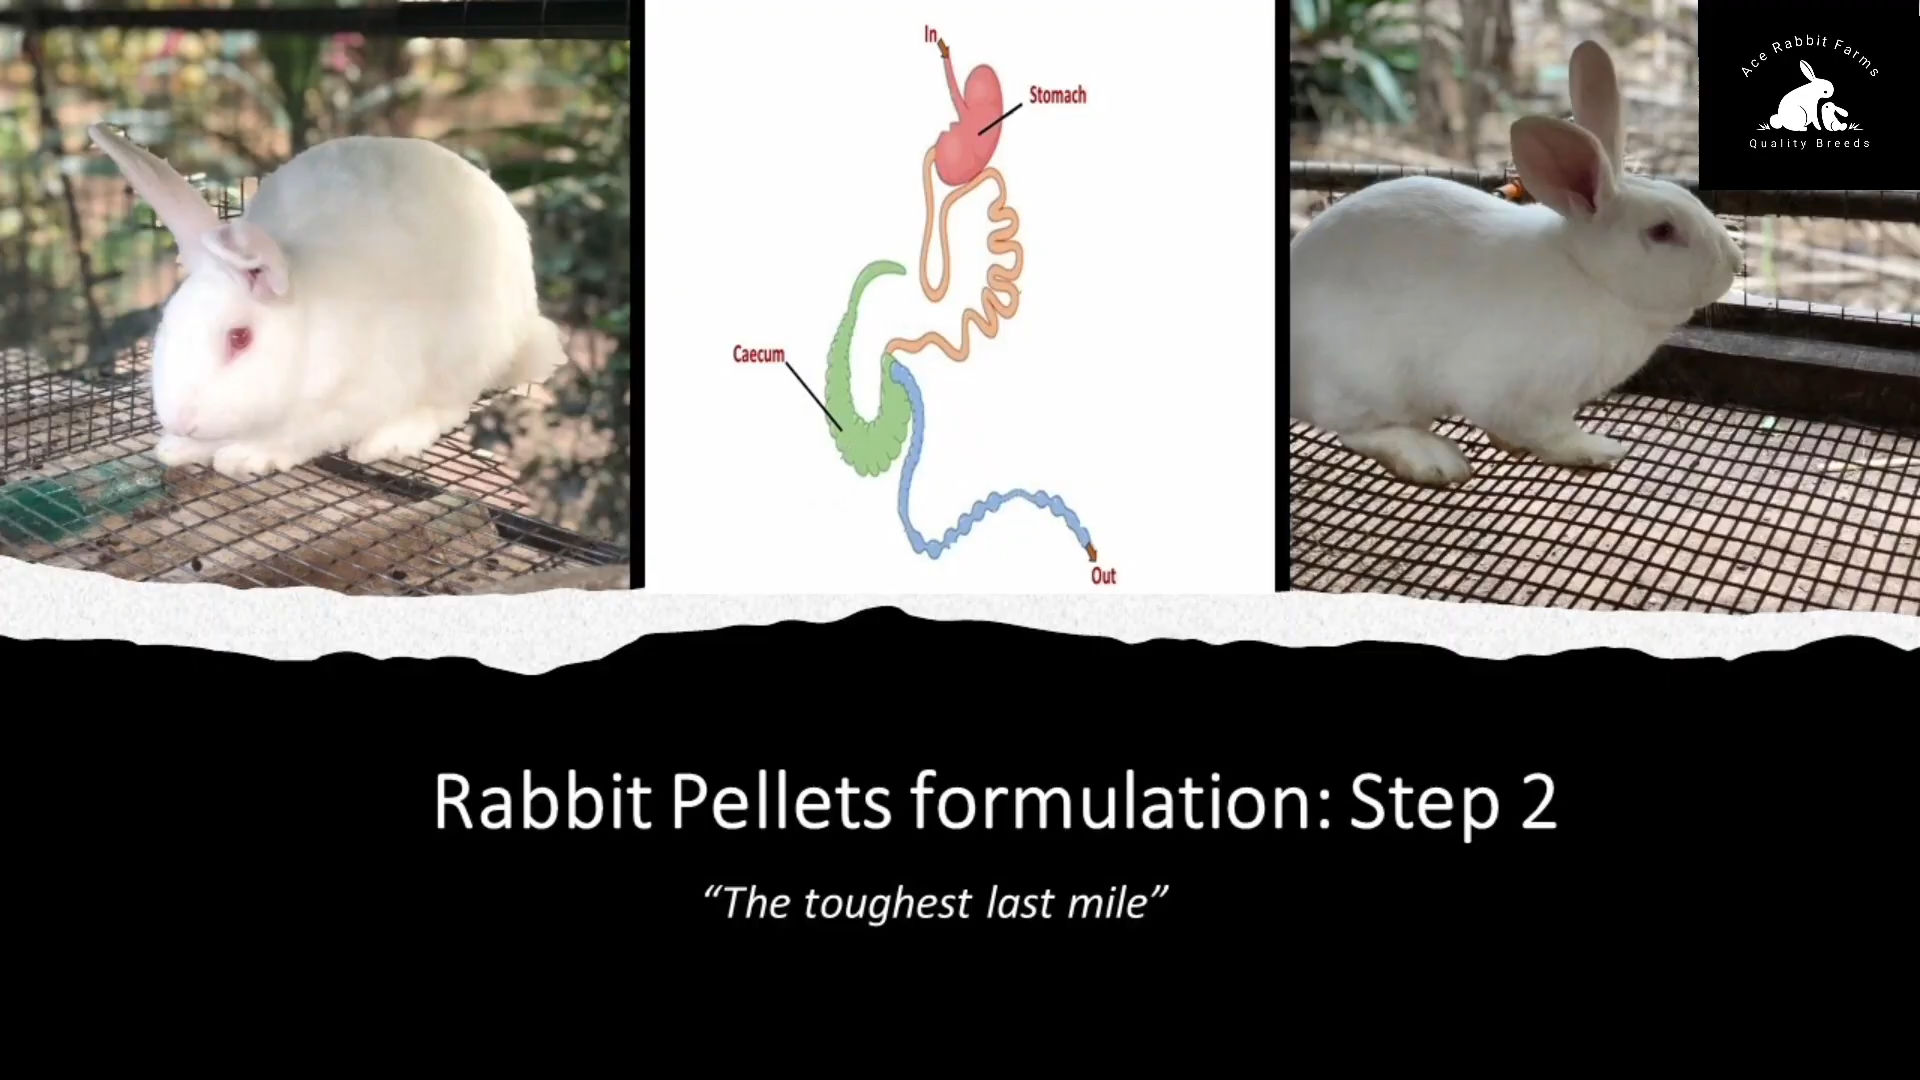 In
Stomach
Caecum
Out
Ace Rabbit Farms
Quality Breeds
Rabbit Pellets formulation: Step 2
“The toughest last mile”